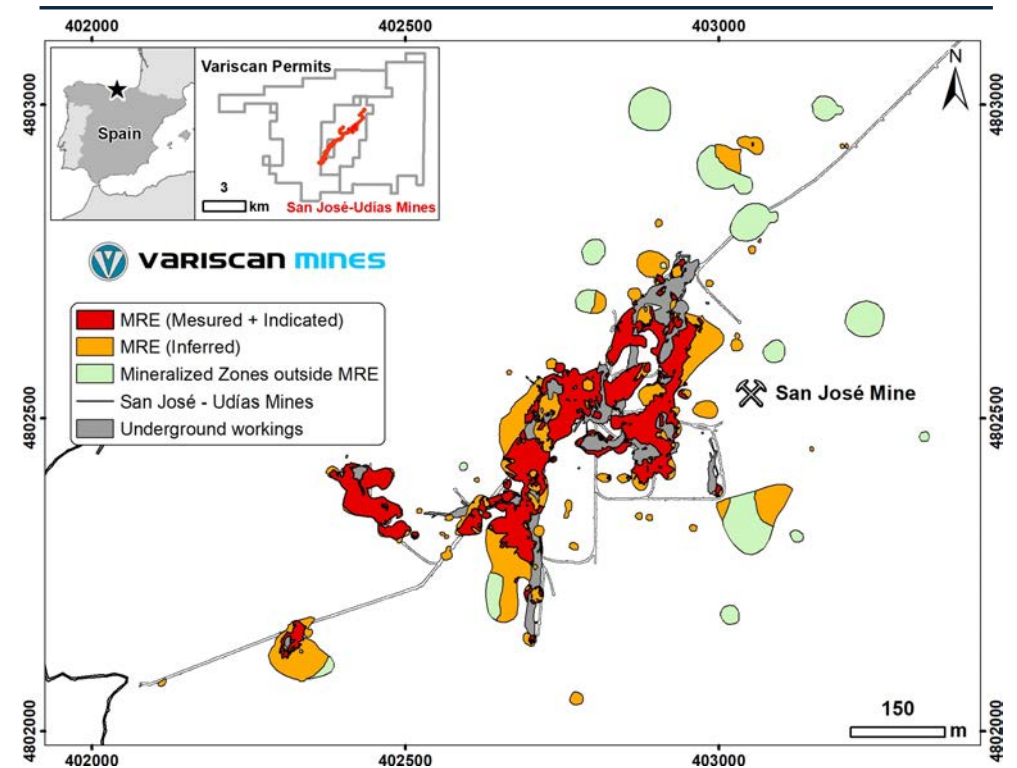 402000 402500 403000
4803000
4802500
4802000
Spain
Variscan Permits
3
km
San José-Udías Mines
N
4803000
4802500
4802000
VARISCAN MINES
MRE (Mesured + Indicated)
MRE (Inferred)
Mineralized Zones outside MRE
San José - Udías Mines
Underground workings
San José Mine
150
m
402000 402500 403000